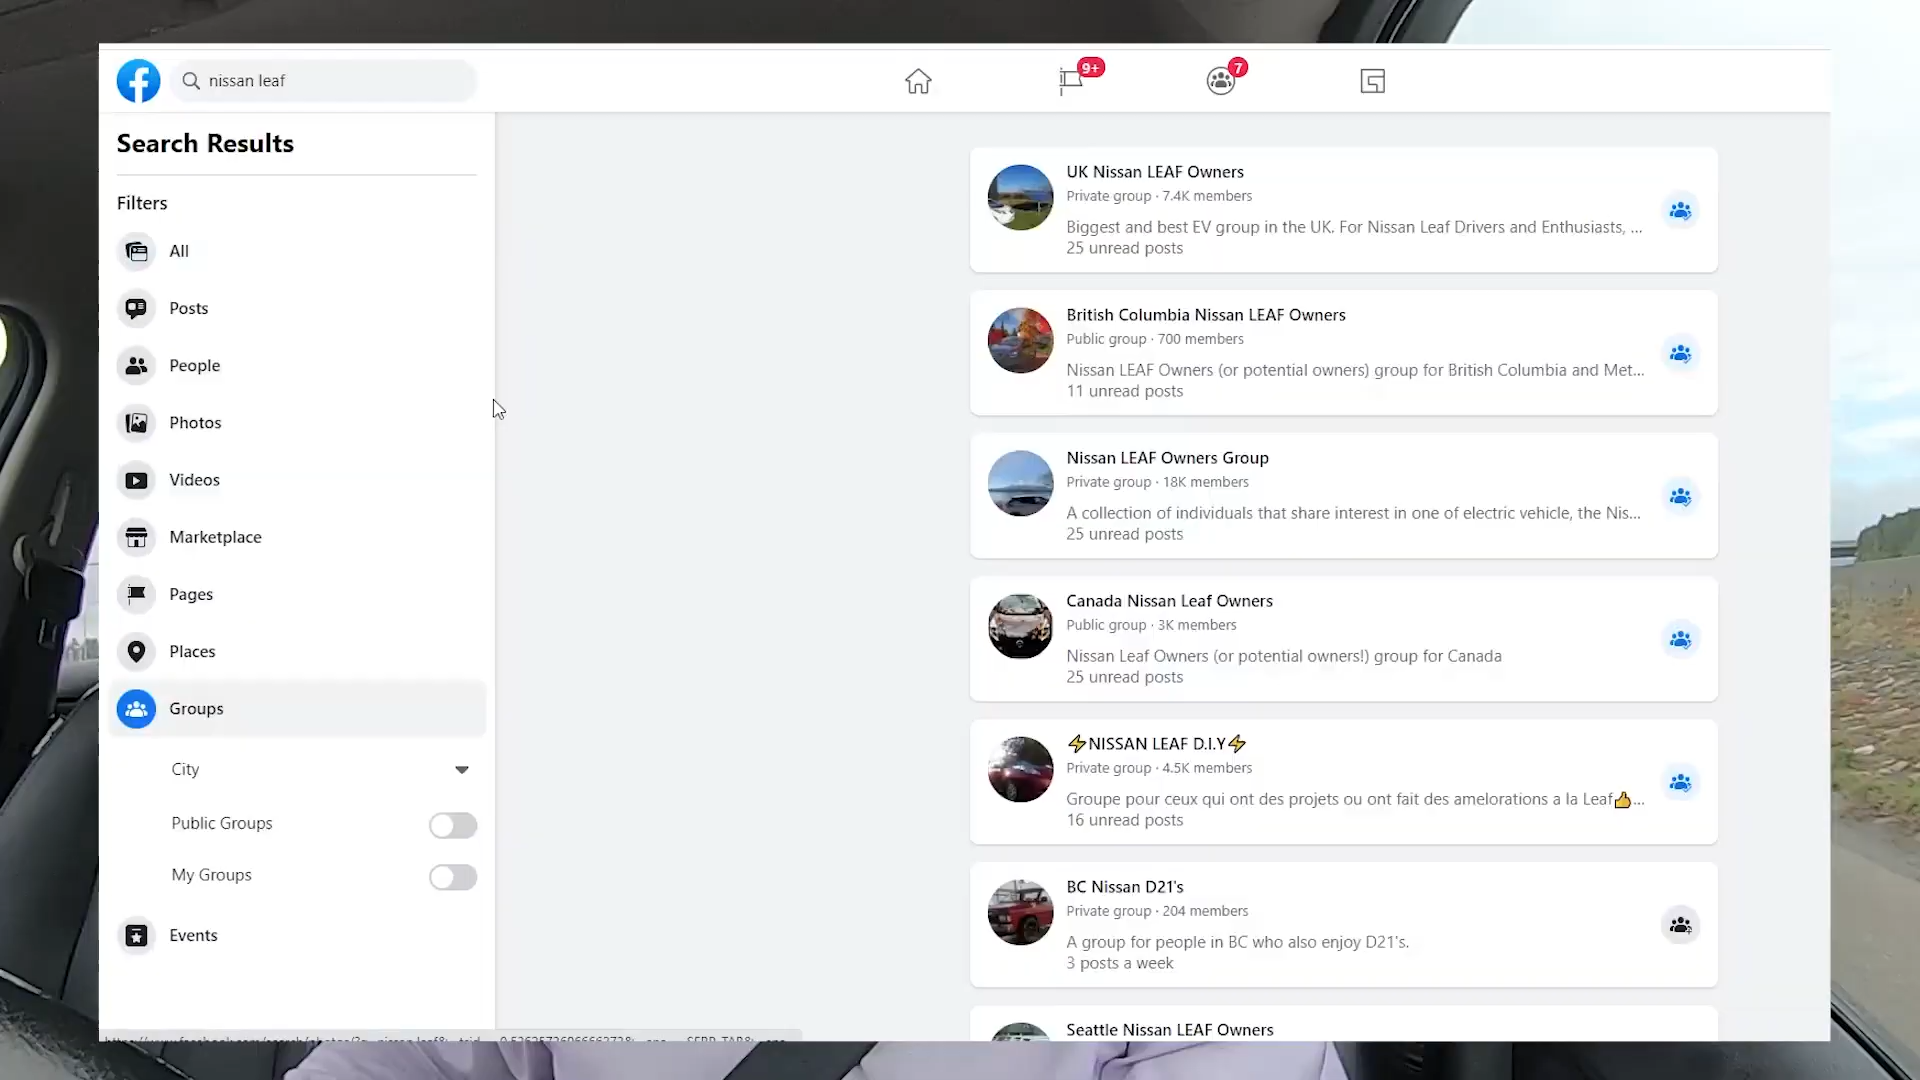 nissan leaf
9+
7
Search Results
Filters
All
Posts
People
Photos
Videos
Marketplace
Pages
Places
Groups
City
Public Groups
My Groups
Events
UK Nissan LEAF Owners
Private group · 7.4K members
Biggest and best EV group in the UK. For Nissan Leaf Drivers and Enthusiasts, ...
25 unread posts
British Columbia Nissan LEAF Owners
Public group · 700 members
Nissan LEAF Owners (or potential owners) group for British Columbia and Met...
11 unread posts
Nissan LEAF Owners Group
Private group · 18K members
A collection of individuals that share interest in one of electric vehicle, the Nis...
25 unread posts
Canada Nissan Leaf Owners
Public group · 3K members
Nissan Leaf Owners (or potential owners!) group for Canada
25 unread posts
⚡NISSAN LEAF D.I.Y⚡
Private group · 4.5K members
Groupe pour ceux qui ont des projets ou ont fait des amelorations a la Leaf👍...
16 unread posts
BC Nissan D21's
Private group · 204 members
A group for people in BC who also enjoy D21's.
3 posts a week
Seattle Nissan LEAF Owners